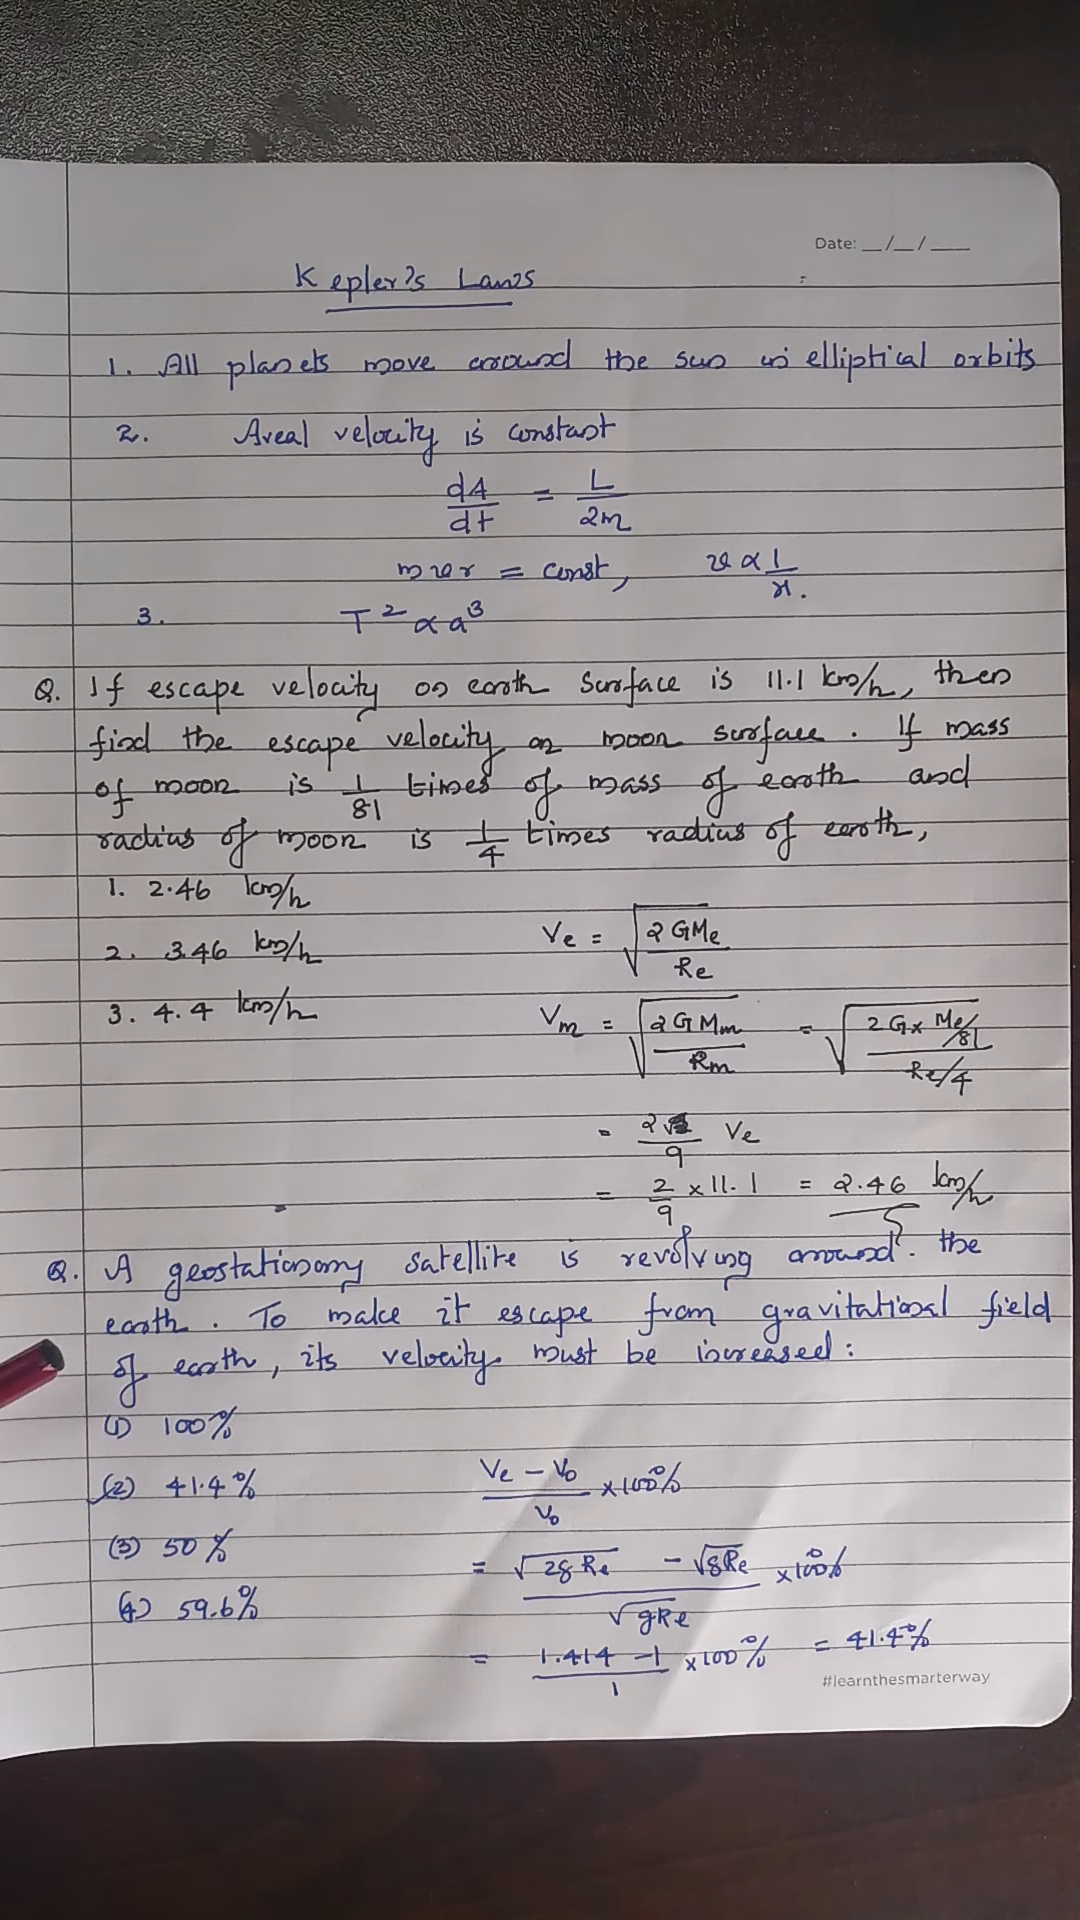 Date: __/__/___
Kepler's Laws
1. All planets move around the sun in elliptical orbits
2. Areal velocity is constant
dA/dt = L/2m
mvr = const, v ∝ 1/r.
3. T² ∝ a³
Q. If escape velocity on earth surface is 11.1 km/h, then
find the escape velocity on moon surface. If mass
of moon is 1/81 times of mass of earth and
radius of moon is 1/4 times radius of earth,
1. 2.46 km/h
2. 3.46 km/h
3. 4.4 km/h
Ve = √(2GMe/Re)
Vm = √(2GMm/Rm) = √(2G× Me/81 / Re/4)
= 2/9 Ve
= 2/9 × 11.1 = 2.46 km/h
Q. A geostationary satellite is revolving around the
earth. To make it escape from gravitational field
of earth, its velocity must be increased:
(1) 100%
(2) 41.4%
(3) 50%
(4) 59.6%
Ve - Vo / Vo × 100%
= √2gRe - √gRe / √gRe × 100%
= 1.414 - 1 / 1 × 100% = 41.4%
#learnthesmarterway